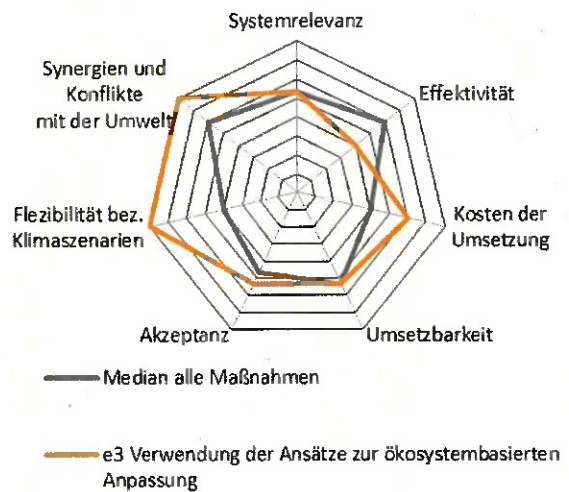 Systemrelevanz
Synergien und
Konflikte
mit der Umwelt
Effektivität
Flezibilität bez.
Klimaszenarien
Kosten der
Umsetzung
Akzeptanz
Umsetzbarkeit
Median alle Maßnahmen
e3 Verwendung der Ansätze zur ökosystembasierten
Anpassung